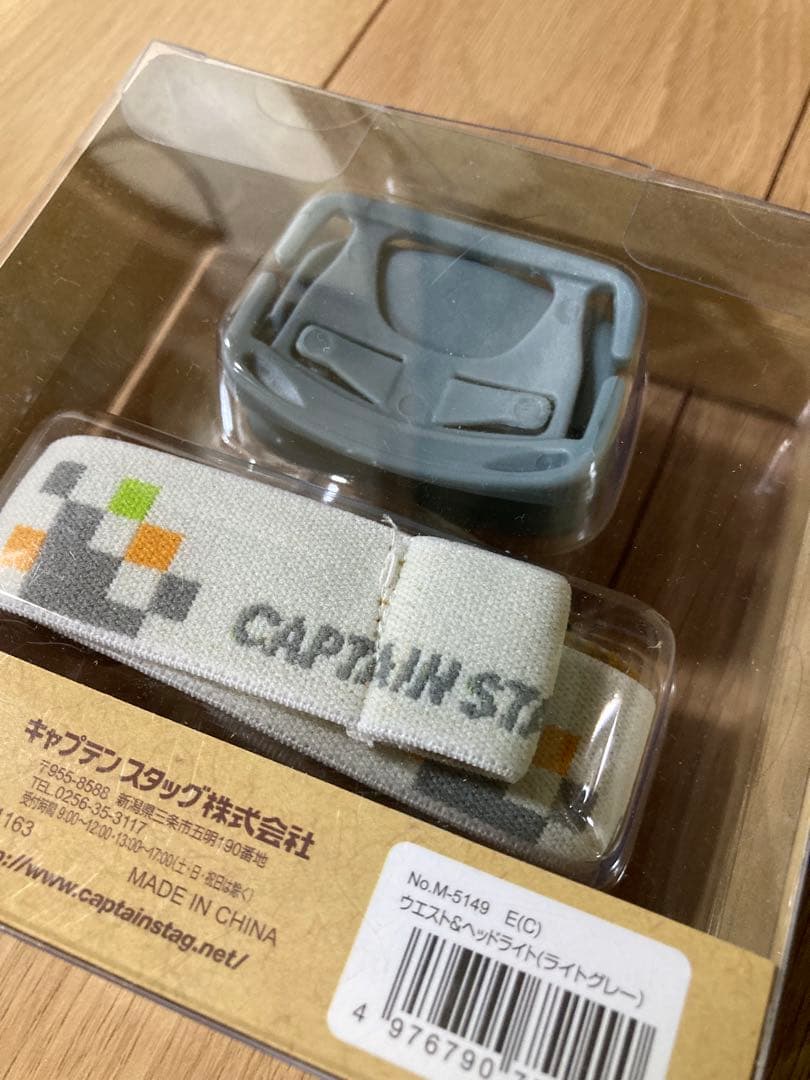 CAPTAIN STA
キャプテンスタッグ株式会社
〒955-8588 新潟県三条市五明190番地
TEL.0256-35-3117
受付時間 9:00~12:00・13:00~17:00(土・日・祝日は除く)
1163
MADE IN CHINA
://www.captainstag.net/
No.M-5149 E(C)
ウエスト&ヘッドライト(ライトグレー)
4 976790